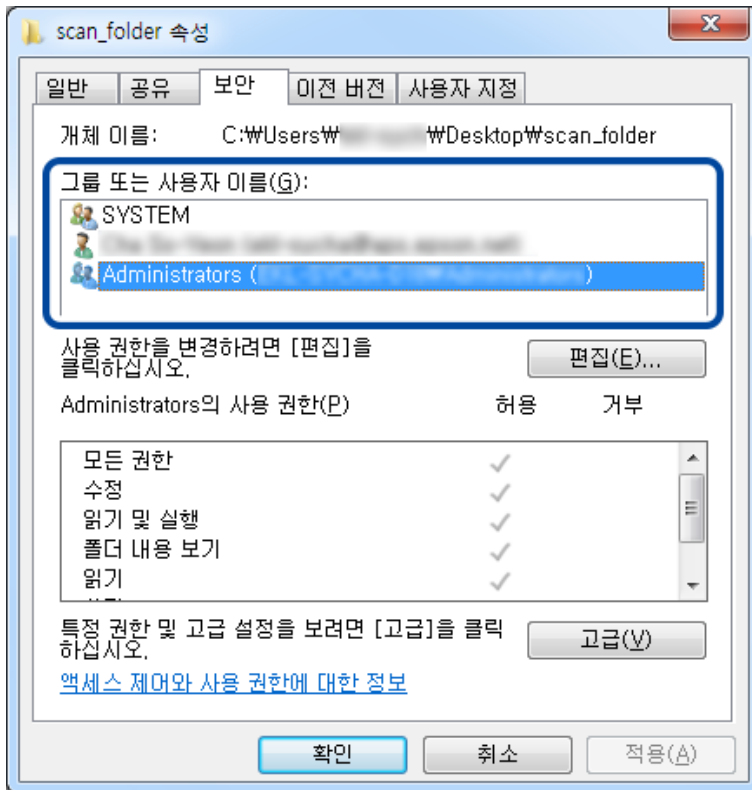 scan_folder 속성
일반 공유 보안 이전 버전 사용자 지정
개체 이름: C:₩Users₩ ₩Desktop₩scan_folder
그룹 또는 사용자 이름(G):
SYSTEM
Administrators ( )
사용 권한을 변경하려면 [편집]을
클릭하십시오.
편집(E)...
Administrators의 사용 권한(P) 허용 거부
모든 권한
수정
읽기 및 실행
폴더 내용 보기
읽기
특정 권한 및 고급 설정을 보려면 [고급]을 클릭
하십시오.
고급(V)
액세스 제어와 사용 권한에 대한 정보
확인 취소 적용(A)